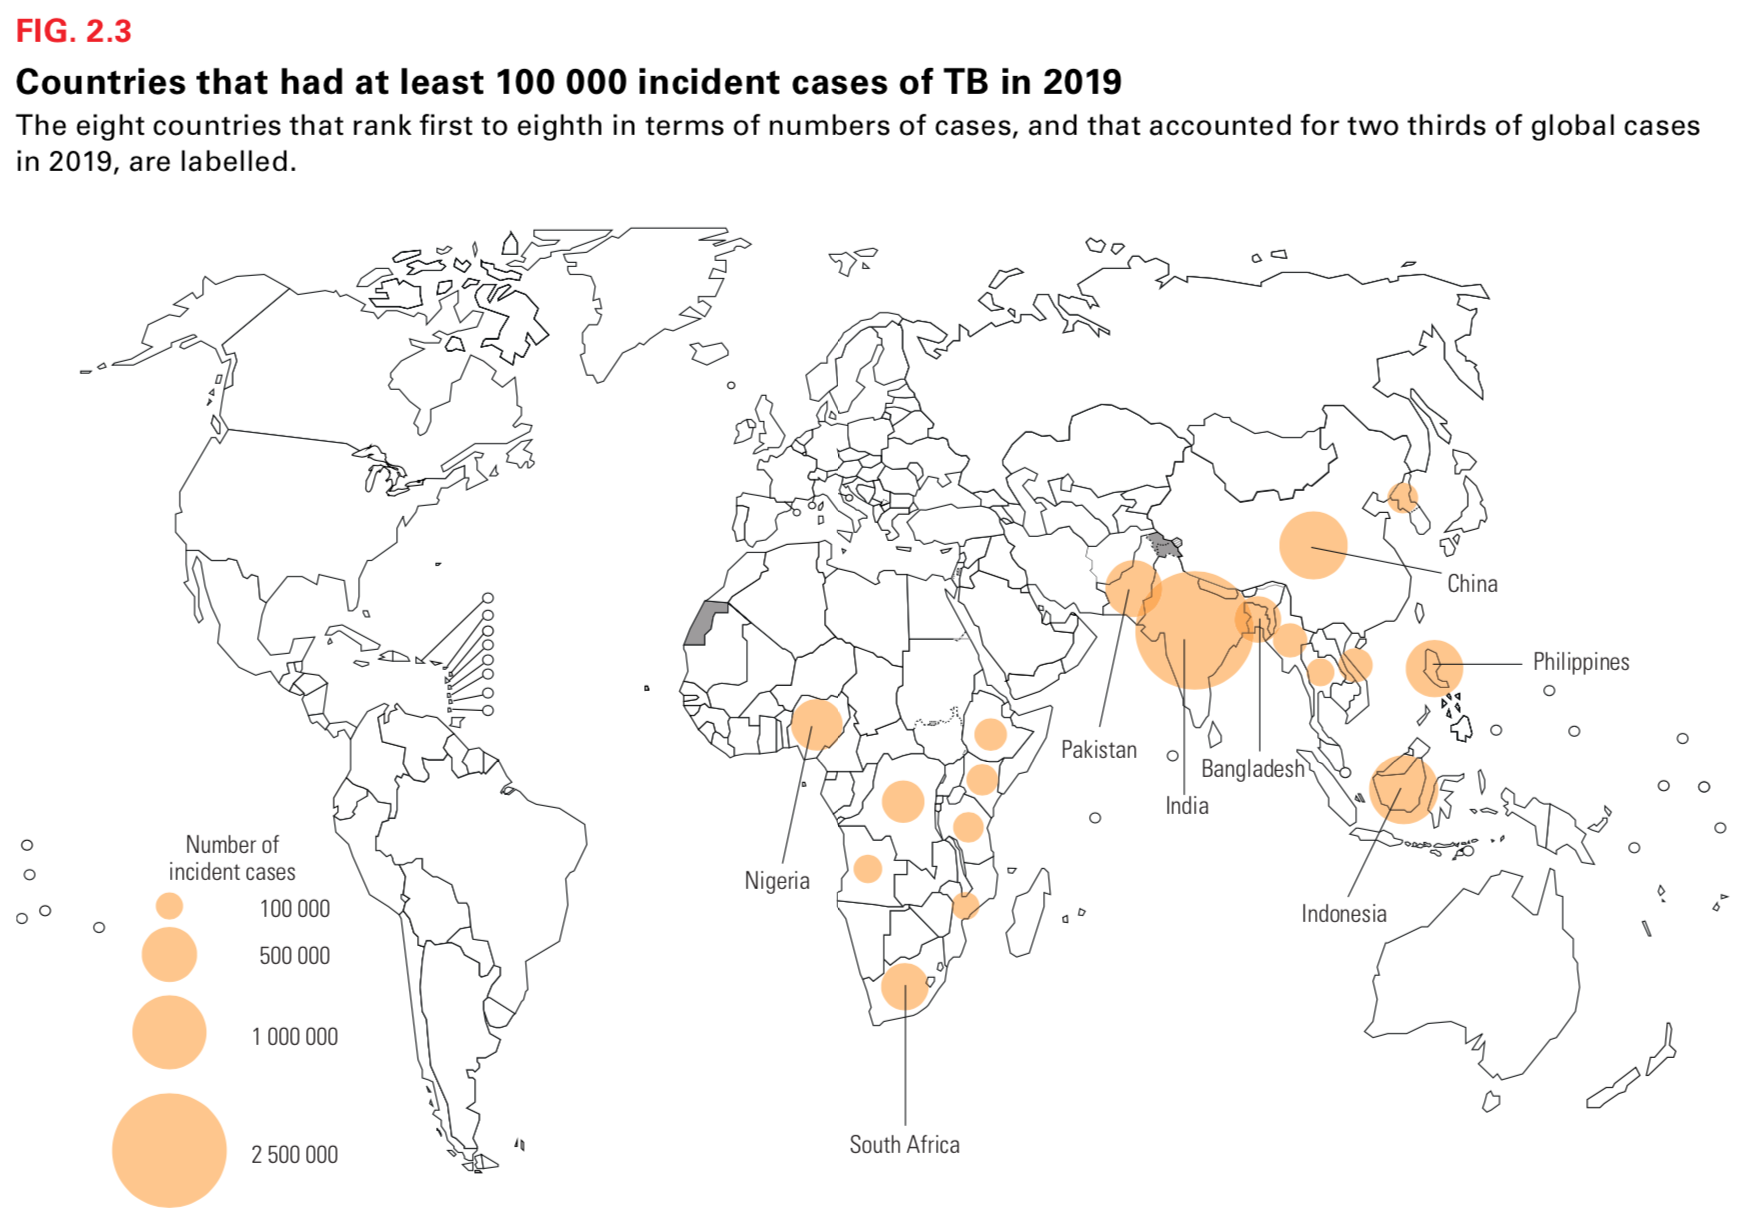 FIG. 2.3
Countries that had at least 100 000 incident cases of TB in 2019
The eight countries that rank first to eighth in terms of numbers of cases, and that accounted for two thirds of global cases
in 2019, are labelled.
China
Philippines
Pakistan
Bangladesh
India
Nigeria
Indonesia
South Africa
Number of
incident cases
100 000
500 000
1 000 000
2 500 000